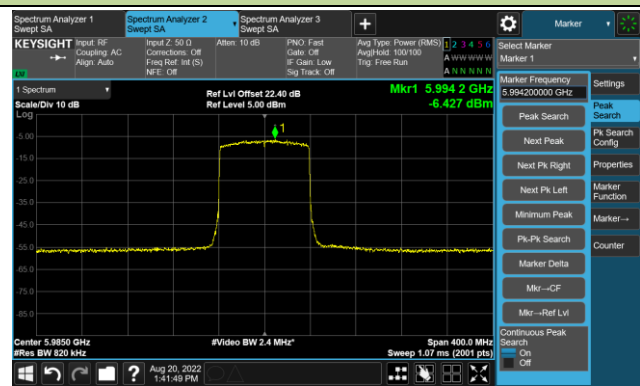 Spectrum Analyzer 1
Swept SA
Spectrum Analyzer 2
Swept SA
Spectrum Analyzer 3
Swept SA
+
Marker
KEYSIGHT
Input: RF
Coupling: AC
Align: Auto
Input Z: 50 Ω
Corrections: Off
Freq Ref: Int (S)
NFE: Off
Atten: 10 dB
PNO: Fast
Gate: Off
IF Gain: Low
Sig Track: Off
Avg Type: Power (RMS)
Avg|Hold: 100/100
Trig: Free Run
1 2 3 4 5 6
A W W W W W
A N N N N N
LXI
Select Marker
Marker 1
1 Spectrum
Scale/Div 10 dB
Log
Ref Lvl Offset 22.40 dB
Ref Level 5.00 dBm
Mkr1 5.994 2 GHz
-6.427 dBm
1
-5.00
-15.0
-25.0
-35.0
-45.0
-55.0
-65.0
-75.0
-85.0
Center 5.9850 GHz
#Res BW 820 kHz
#Video BW 2.4 MHz*
Span 400.0 MHz
Sweep 1.07 ms (2001 pts)
Marker Frequency
5.994200000 GHz
Peak Search
Next Peak
Next Pk Right
Next Pk Left
Minimum Peak
Pk-Pk Search
Marker Delta
Mkr→CF
Mkr→Ref Lvl
Continuous Peak
Search
On
Off
Settings
Peak
Search
Pk Search
Config
Properties
Marker
Function
Marker→
Counter
?
Aug 20, 2022
1:41:49 PM